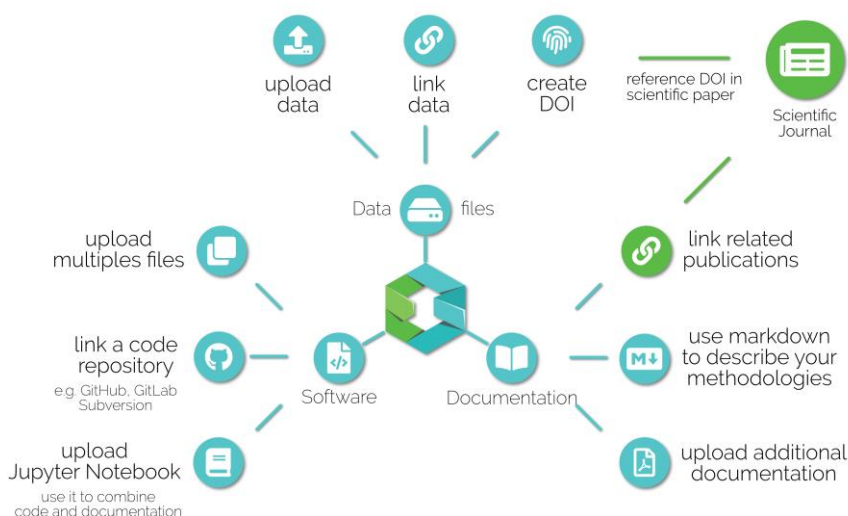 upload
data
link
data
create
DOI
reference DOI in
scientific paper
Scientific
Journal
Data files
upload
multiples files
link related
publications
link a code
repository
e.g. GitHub, GitLab
Subversion
Software
Documentation
M
use markdown
to describe your
methodologies
upload
Jupyter Notebook
use it to combine
code and documentation
upload additional
documentation